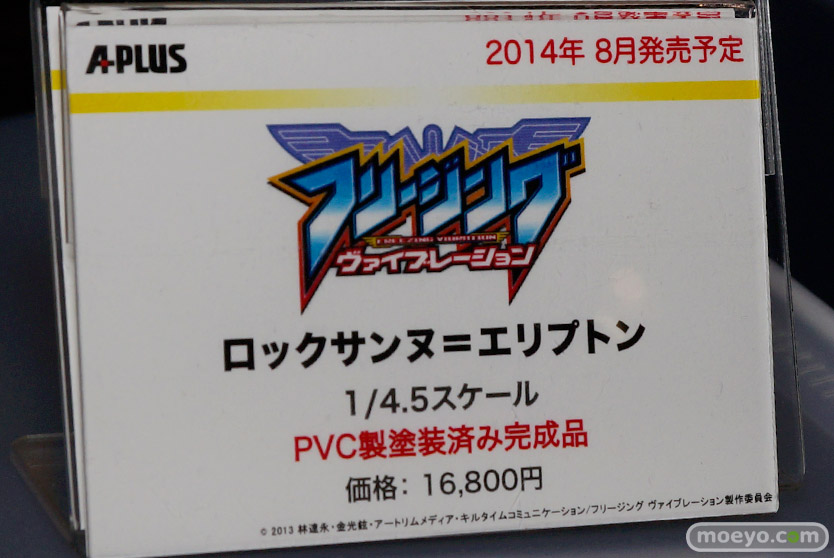 A+PLUS
2014年 8月発売予定
フリージング
FREEZING VIBRATION
ヴァイブレーション
ロックサンヌ=エリプトン
1/4.5スケール
PVC製塗装済み完成品
価格: 16,800円
© 2013 林達永・金光鉉・アートリムメディア・キルタイムコミュニケーション/フリージング ヴァイブレーション製作委員会
moeyo.com